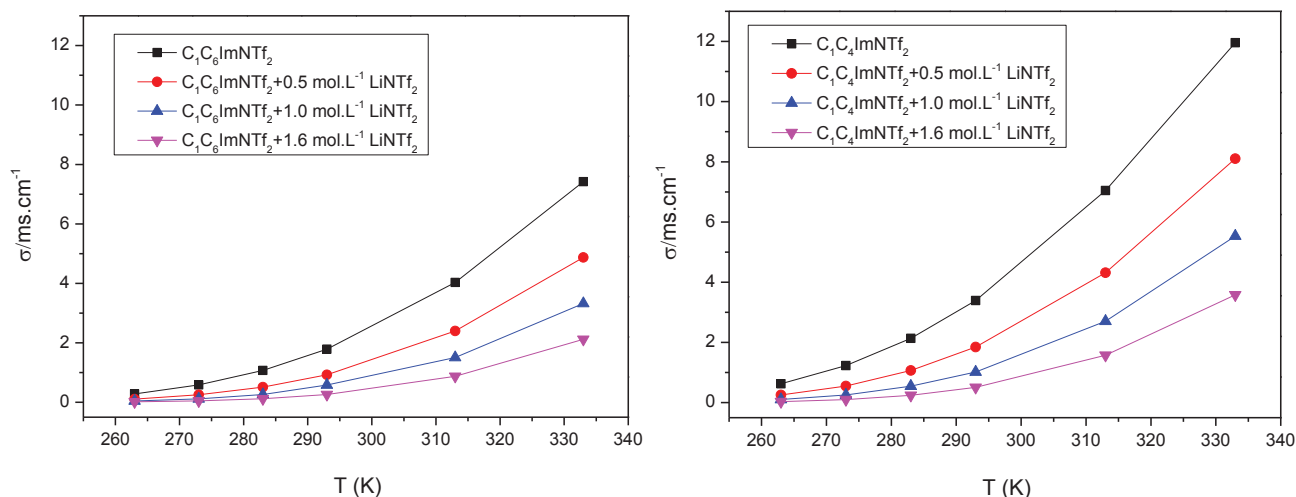 12
10
8
6
4
2
0
σ/ms.cm⁻¹
C₁C₆ImNTf₂
C₁C₆ImNTf₂+0.5 mol.L⁻¹ LiNTf₂
C₁C₆ImNTf₂+1.0 mol.L⁻¹ LiNTf₂
C₁C₆ImNTf₂+1.6 mol.L⁻¹ LiNTf₂
260 270 280 290 300 310 320 330 340
T (K)
12
10
8
6
4
2
0
σ/ms.cm⁻¹
C₁C₄ImNTf₂
C₁C₄ImNTf₂+0.5 mol.L⁻¹ LiNTf₂
C₁C₄ImNTf₂+1.0 mol.L⁻¹ LiNTf₂
C₁C₄ImNTf₂+1.6 mol.L⁻¹ LiNTf₂
260 270 280 290 300 310 320 330 340
T (K)